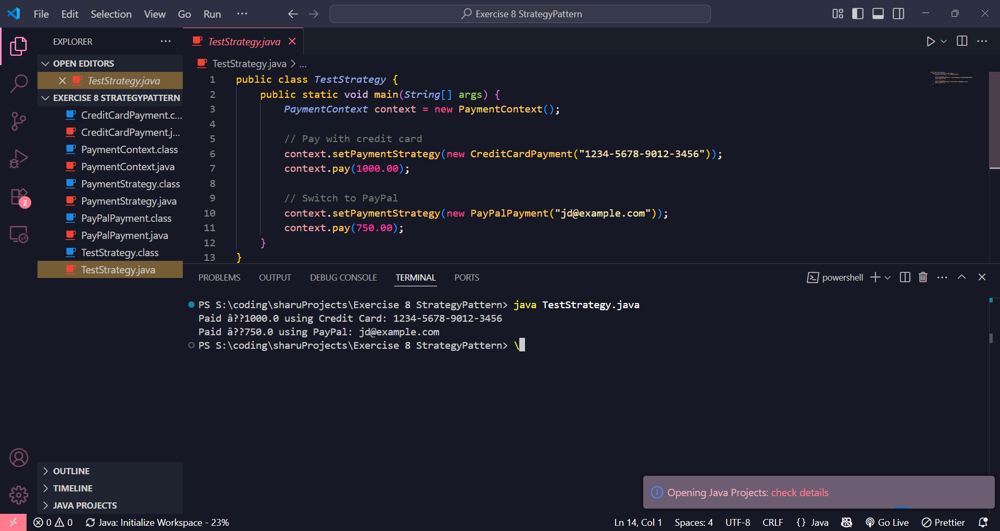 File Edit Selection View Go Run ... Exercise 8 StrategyPattern
EXPLORER ...
OPEN EDITORS
TestStrategy.java
EXERCISE 8 STRATEGYPATTERN
CreditCardPayment.c...
CreditCardPayment.j...
PaymentContext.class
PaymentContext.java
PaymentStrategy.class
PaymentStrategy.java
PayPalPayment.class
PayPalPayment.java
TestStrategy.class
TestStrategy.java
2
OUTLINE
TIMELINE
JAVA PROJECTS
TestStrategy.java
TestStrategy.java > ...
1 public class TestStrategy {
2 public static void main(String[] args) {
3 PaymentContext context = new PaymentContext();
4
5 // Pay with credit card
6 context.setPaymentStrategy(new CreditCardPayment("1234-5678-9012-3456"));
7 context.pay(1000.00);
8
9 // Switch to PayPal
10 context.setPaymentStrategy(new PayPalPayment("jd@example.com"));
11 context.pay(750.00);
12 }
13 }
PROBLEMS OUTPUT DEBUG CONSOLE TERMINAL PORTS powershell
PS S:\coding\sharuProjects\Exercise 8 StrategyPattern> java TestStrategy.java
Paid â??1000.0 using Credit Card: 1234-5678-9012-3456
Paid â??750.0 using PayPal: jd@example.com
PS S:\coding\sharuProjects\Exercise 8 StrategyPattern> \
Opening Java Projects: check details
0 0 Java: Initialize Workspace - 23% Ln 14, Col 1 Spaces: 4 UTF-8 CRLF {} Java Go Live Prettier